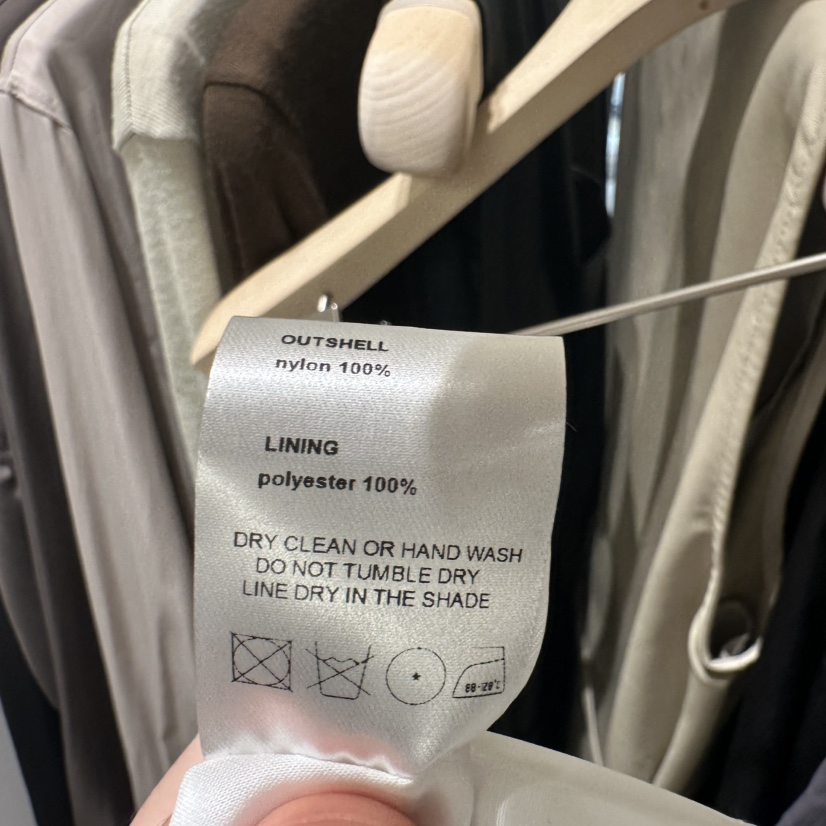 OUTSHELL
nylon 100%
LINING
polyester 100%
DRY CLEAN OR HAND WASH
DO NOT TUMBLE DRY
LINE DRY IN THE SHADE